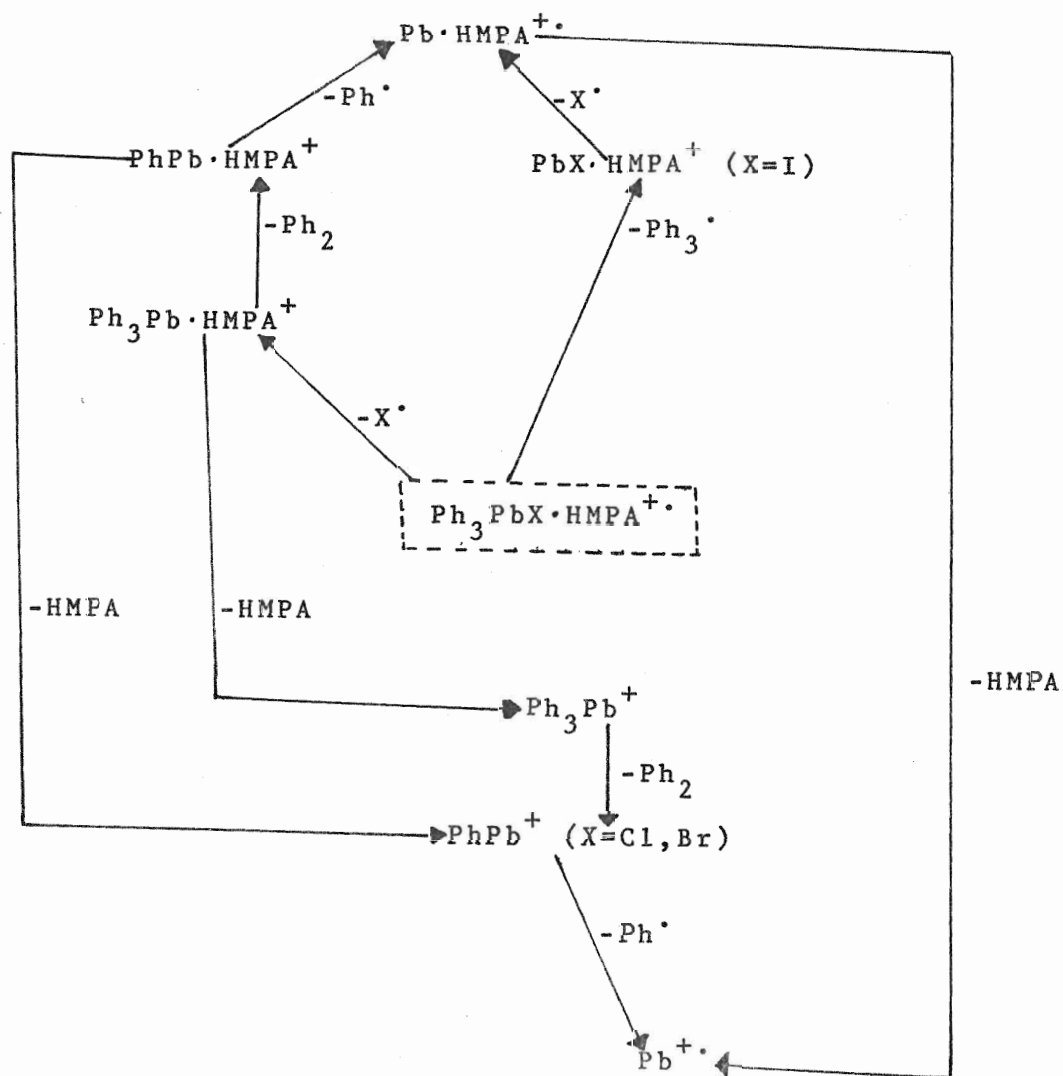 Pb·HMPA⁺·
-Ph·
-X·
PhPb·HMPA⁺
PbX·HMPA⁺ (X=I)
-Ph₂
-Ph₃·
Ph₃Pb·HMPA⁺
-X·
Ph₃PbX·HMPA⁺·
-HMPA
-HMPA
-HMPA
Ph₃Pb⁺
-Ph₂
PhPb⁺ (X=Cl,Br)
-Ph·
Pb⁺·